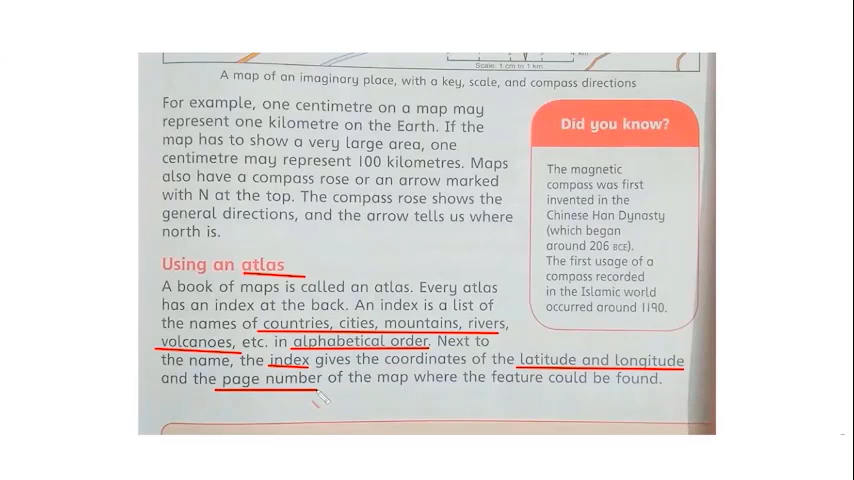 4 km
Scale: 1 cm to 1 km
A map of an imaginary place, with a key, scale, and compass directions
For example, one centimetre on a map may
represent one kilometre on the Earth. If the
map has to show a very large area, one
centimetre may represent 100 kilometres. Maps
also have a compass rose or an arrow marked
with N at the top. The compass rose shows the
general directions, and the arrow tells us where
north is.
Using an atlas
A book of maps is called an atlas. Every atlas
has an index at the back. An index is a list of
the names of countries, cities, mountains, rivers,
volcanoes, etc. in alphabetical order. Next to
the name, the index gives the coordinates of the latitude and longitude
and the page number of the map where the feature could be found.
Did you know?
The magnetic
compass was first
invented in the
Chinese Han Dynasty
(which began
around 206 BCE).
The first usage of a
compass recorded
in the Islamic world
occurred around 1190.